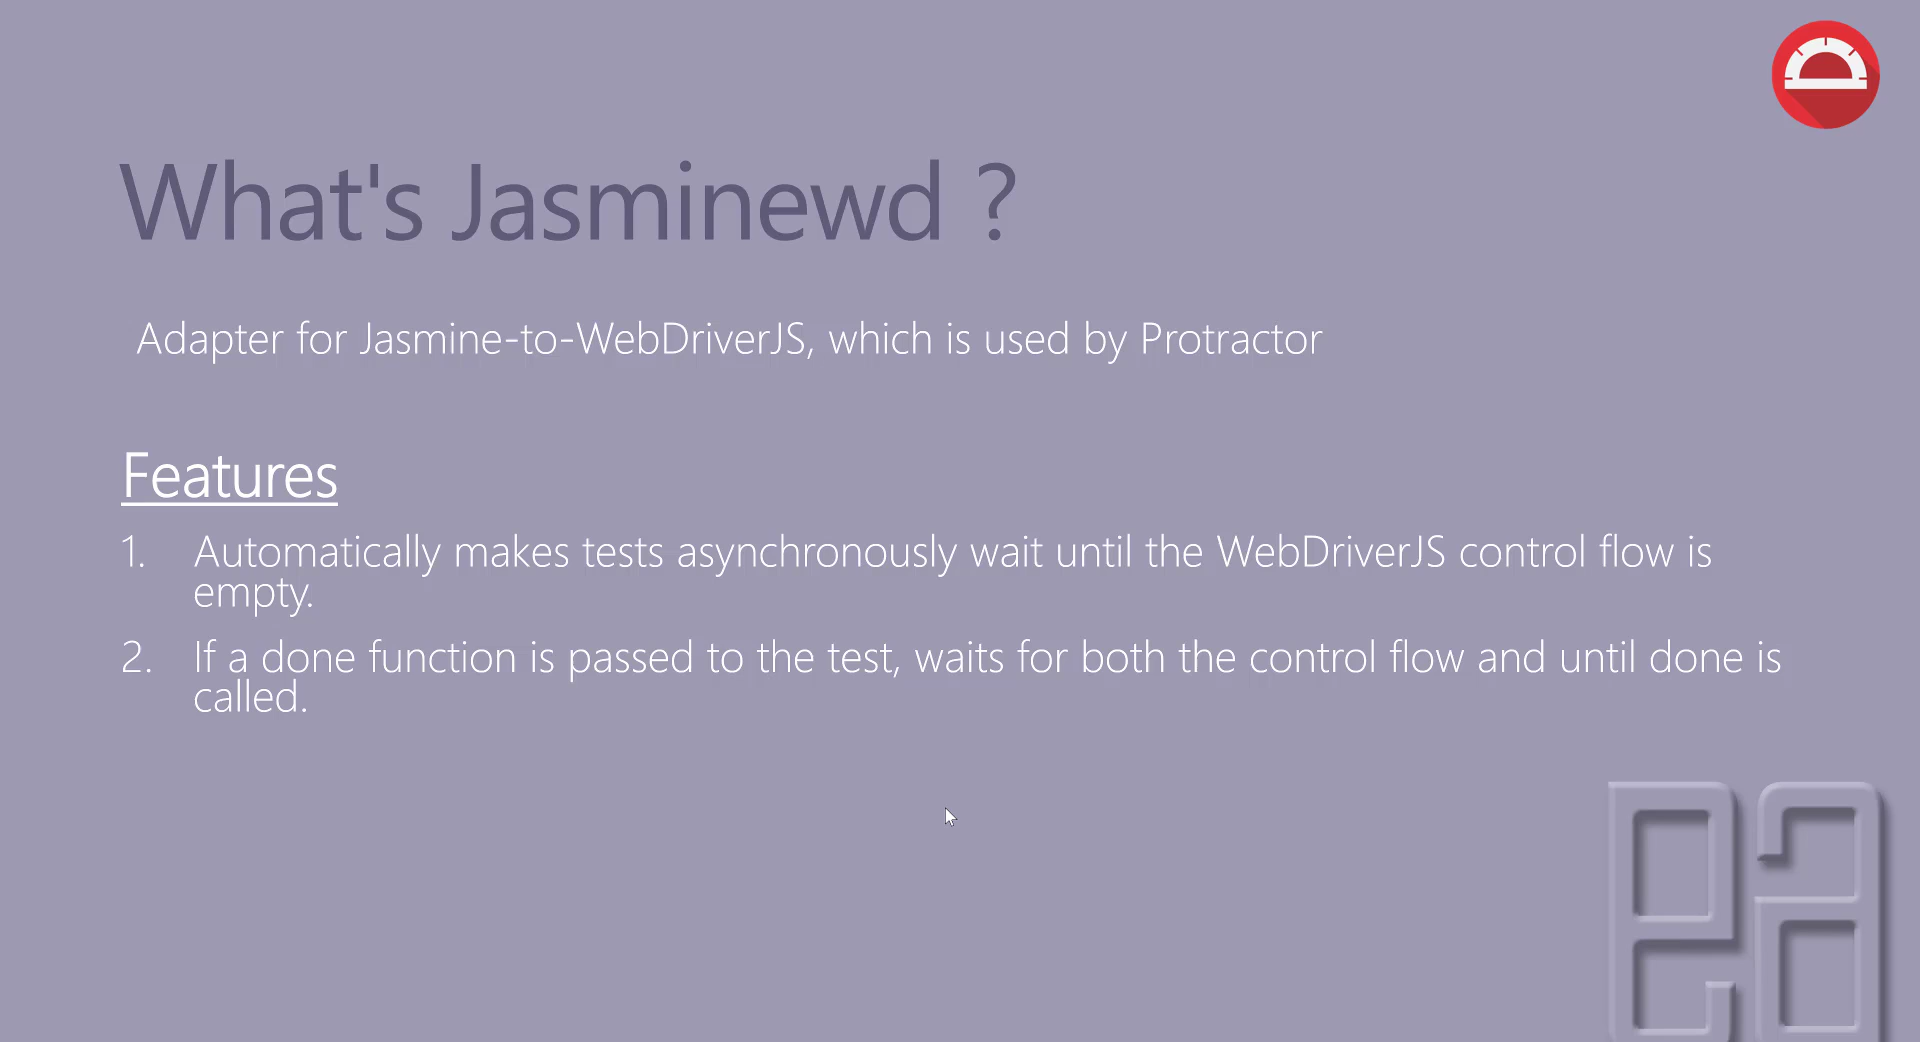 What's Jasminewd ?
Adapter for Jasmine-to-WebDriverJS, which is used by Protractor
Features
1. Automatically makes tests asynchronously wait until the WebDriverJS control flow is
empty.
2. If a done function is passed to the test, waits for both the control flow and until done is
called.
ea